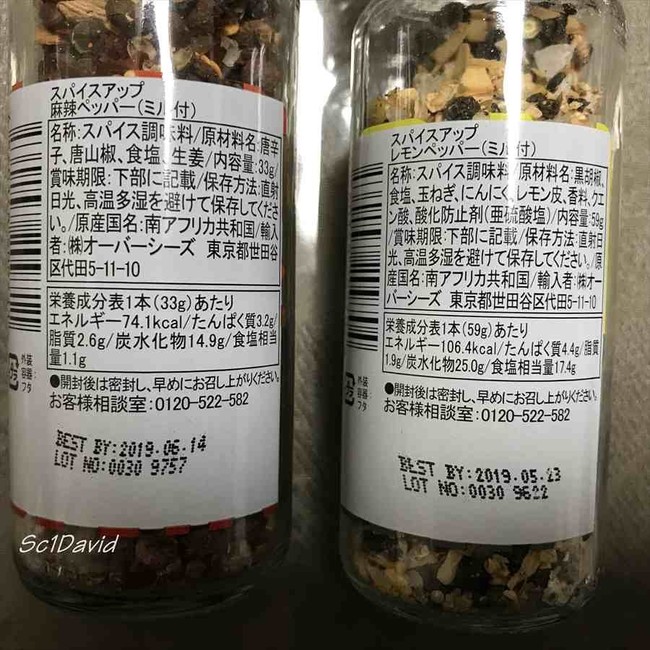 スパイスアップ
麻辣ペッパー(ミル付)
名称:スパイス調味料/原材料名:唐辛
子、唐山椒、食塩、生姜/内容量:33g/
賞味期限:下部に記載/保存方法:直射
日光、高温多湿を避けて保存してくださ
い。/原産国名:南アフリカ共和国/輸入
者:㈱オーバーシーズ 東京都世田谷
区代田5-11-10
栄養成分表1本(33g)あたり
エネルギー74.1kcal/たんぱく質3.2g/
脂質2.6g/炭水化物14.9g/食塩相当
量1.1g
外装:
容器:
フタ
●開封後は密封し、早めにお召し上がりください。
お客様相談室:0120-522-582
BEST BY:2019.06.14
LOT NO:0030 9757
Sc1David
スパイスアップ
レモンペッパー(ミル付)
名称:スパイス調味料/原材料名:黒胡椒、
食塩、玉ねぎ、にんにく、レモン皮、香料、クエ
ン酸、酸化防止剤(亜硫酸塩)/内容量:59g
/賞味期限:下部に記載/保存方法:直射日
光、高温多湿を避けて保存してください。/原
産国名:南アフリカ共和国/輸入者:㈱オー
バーシーズ 東京都世田谷区代田5-11-10
栄養成分表1本(59g)あたり
エネルギー106.4kcal/たんぱく質4.4g/脂質
1.9g/炭水化物25.0g/食塩相当量17.4g
外装:
容器:
フタ
●開封後は密封し、早めにお召し上がりください。
お客様相談室:0120-522-582
BEST BY:2019.05.23
LOT NO:0030 9622